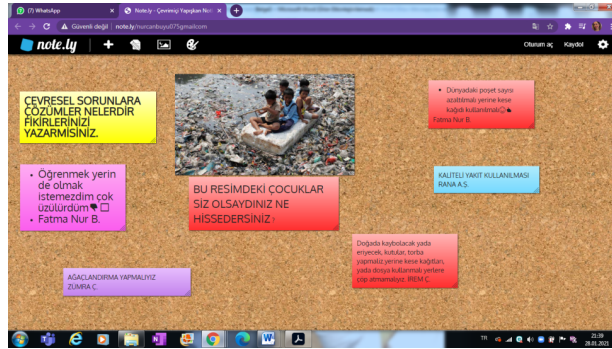 (7) WhatsApp
Note.ly - Çevrimiçi Yapışkan Not
Güvenli değil
note.ly/nurcanbuyu075gmailcom
note.ly
Oturum aç
Kaydol
ÇEVRESEL SORUNLARA
ÇÖZÜMLER NELERDİR
FİKİRLERİNİZİ
YAZARMISİNİZ.
• Öğrenmek yerin
de olmak
istemezdim çok
üzülürdüm
• Fatma Nur B.
BU RESİMDEKİ ÇOCUKLAR
SİZ OLSAYDINIZ NE
HİSSEDERSİNİZ ?
• Dünyadaki poşet sayısı
azaltılmalı yerine kese
kağıdı kullanılmalı
Fatma Nur B.
KALİTELİ YAKIT KULLANILMASI
RANA A.Ş.
Doğada kaybolacak yada
eriyecek, kutular, torba
yapmalıyız yerine kese kağıtları,
yada dosya kullanmalı yerlere
çöp atmamalıyız. İREM Ç.
AĞAÇLANDIRMA YAPMALIYIZ
ZÜMRA Ç.
TR
21:39
28.01.2021